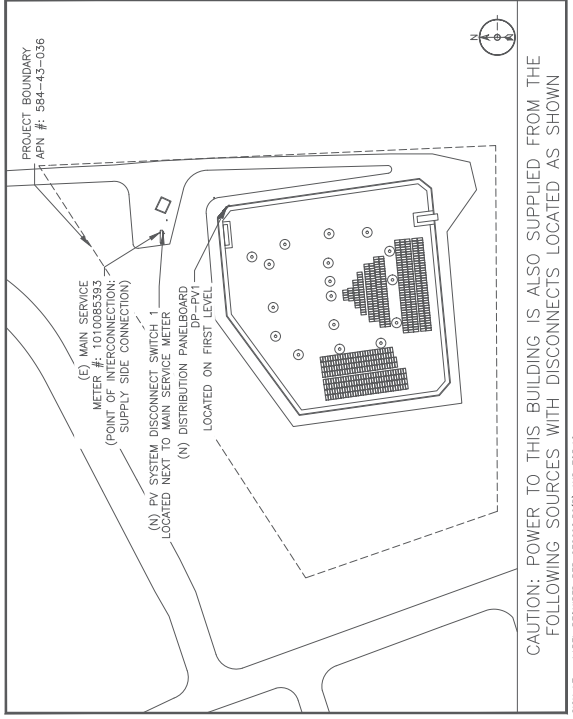 PROJECT BOUNDARY
APN #: 584-43-036
(E) MAIN SERVICE
METER #: 1010085393
(POINT OF INTERCONNECTION:
SUPPLY SIDE CONNECTION)
(N) PV SYSTEM DISCONNECT SWITCH 1
LOCATED NEXT TO MAIN SERVICE METER
(N) DISTRIBUTION PANELBOARD
DP-PV1
LOCATED ON FIRST LEVEL
N
CAUTION: POWER TO THIS BUILDING IS ALSO SUPPLIED FROM THE
FOLLOWING SOURCES WITH DISCONNECTS LOCATED AS SHOWN